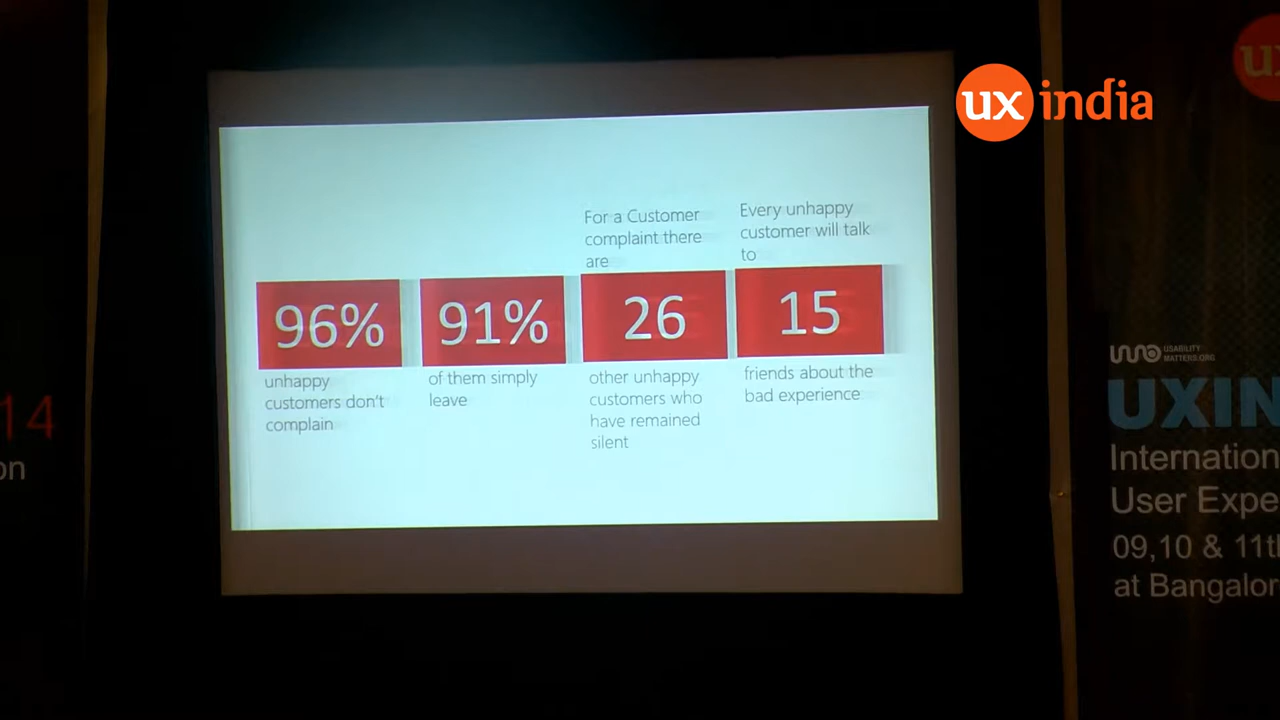 ux india
For a Customer
complaint there
are
Every unhappy
customer will talk
to
96%
91%
26
15
unhappy
customers don't
complain
of them simply
leave
other unhappy
customers who
have remained
silent
friends about the
bad experience
14
on
ux
USABILITY
MATTERS.ORG
UXIN
Internation
User Expe
09,10 & 11th
at Bangalor